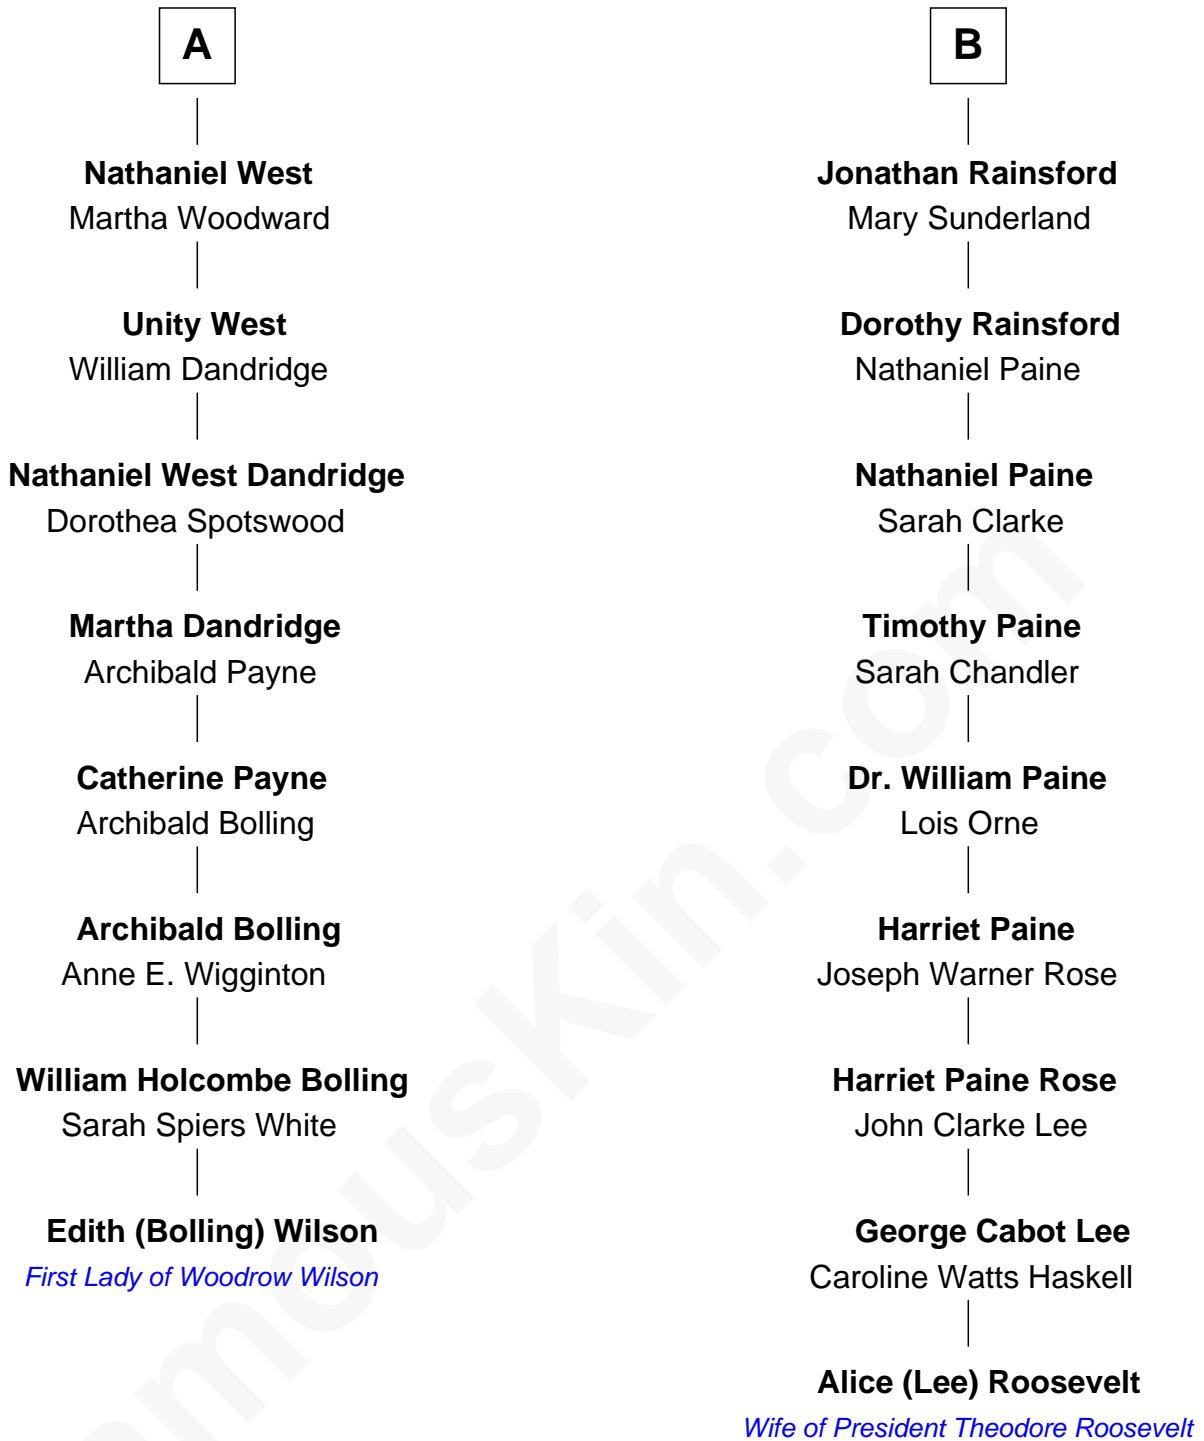 A
Nathaniel West
Martha Woodward
Unity West
William Dandridge
Nathaniel West Dandridge
Dorothea Spotswood
Martha Dandridge
Archibald Payne
Catherine Payne
Archibald Bolling
Archibald Bolling
Anne E. Wigginton
William Holcombe Bolling
Sarah Spiers White
Edith (Bolling) Wilson
First Lady of Woodrow Wilson
B
Jonathan Rainsford
Mary Sunderland
Dorothy Rainsford
Nathaniel Paine
Nathaniel Paine
Sarah Clarke
Timothy Paine
Sarah Chandler
Dr. William Paine
Lois Orne
Harriet Paine
Joseph Warner Rose
Harriet Paine Rose
John Clarke Lee
George Cabot Lee
Caroline Watts Haskell
Alice (Lee) Roosevelt
Wife of President Theodore Roosevelt
amouskin.com